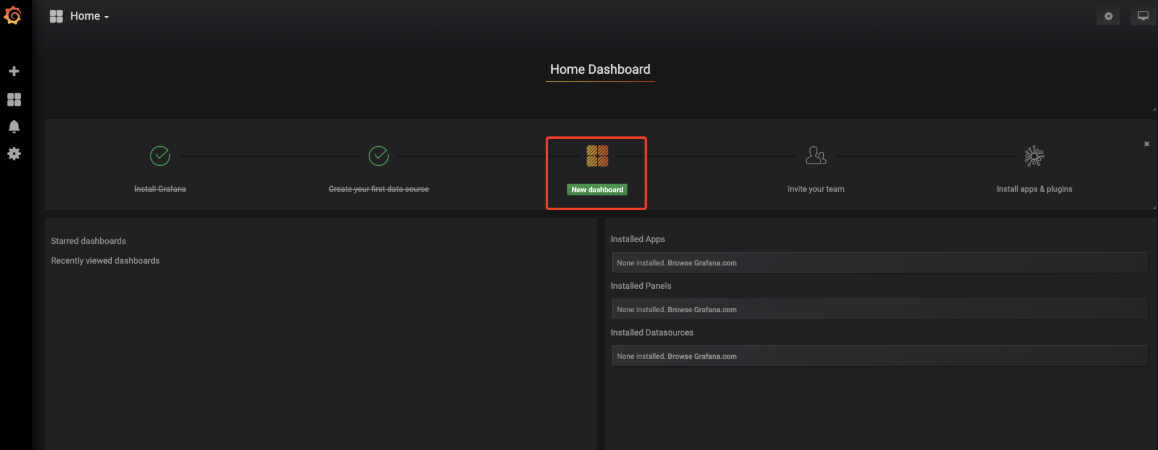 Home
Home Dashboard
Install Grafana
Create your first data source
New dashboard
Invite your team
Install apps & plugins
Starred dashboards
Recently viewed dashboards
Installed Apps
None installed. Browse Grafana.com
Installed Panels
None installed. Browse Grafana.com
Installed Datasources
None installed. Browse Grafana.com